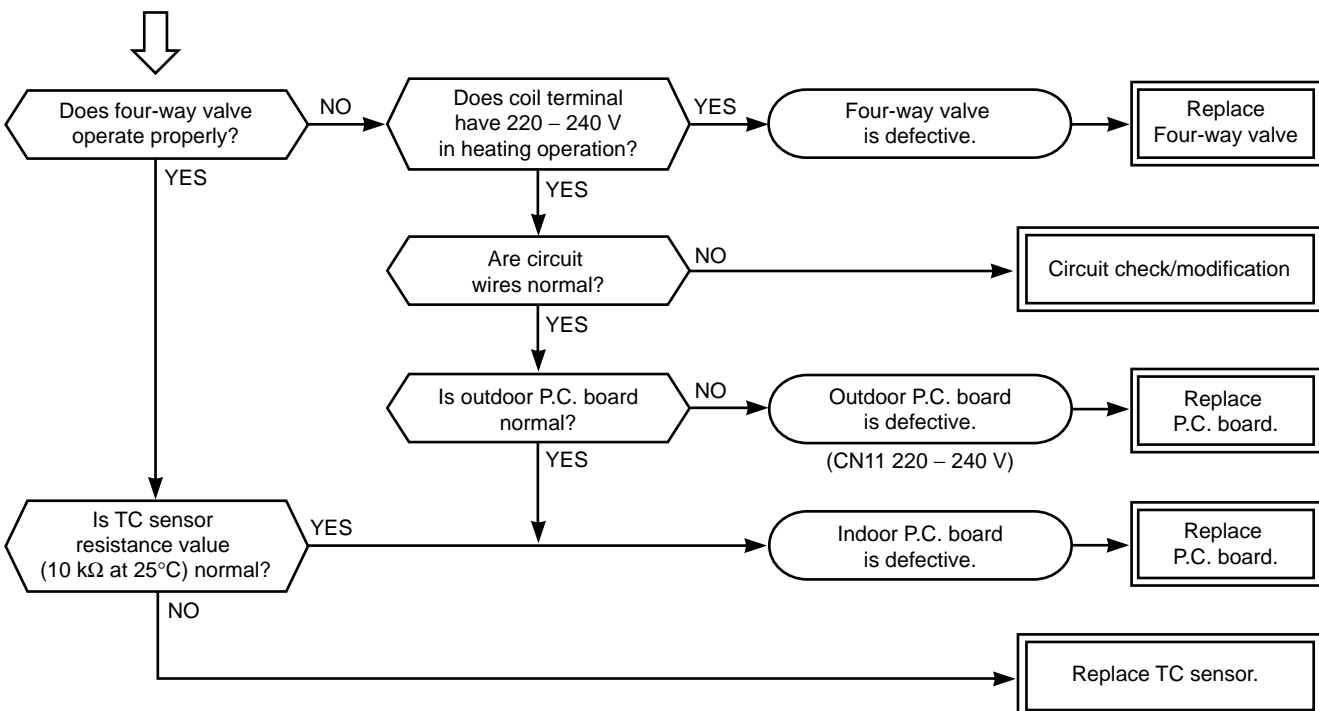 Does four-way valve
operate properly?
NO
Does coil terminal
have 220 – 240 V
in heating operation?
YES
Four-way valve
is defective.
Replace
Four-way valve
YES
YES
Are circuit
wires normal?
NO
Circuit check/modification
YES
Is outdoor P.C. board
normal?
NO
Outdoor P.C. board
is defective.
(CN11 220 – 240 V)
Replace
P.C. board.
YES
Is TC sensor
resistance value
(10 kΩ at 25°C) normal?
YES
Indoor P.C. board
is defective.
Replace
P.C. board.
NO
Replace TC sensor.